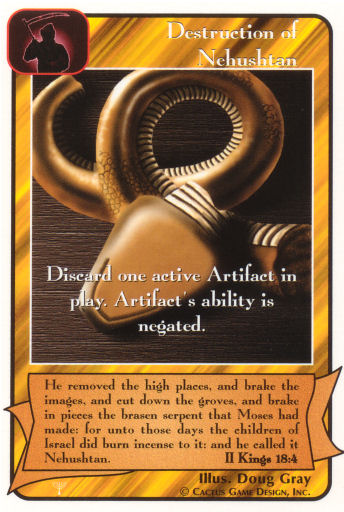 Destruction of
Nehushtan
Discard one active Artifact in
play. Artifact's ability is
negated.
He removed the high places, and brake the
images, and cut down the groves, and brake
in pieces the brasen serpent that Moses had
made: for unto those days the children of
Israel did burn incense to it: and he called it
Nehushtan. II Kings 18:4
Illus. Doug Gray
© Cactus Game Design, Inc.